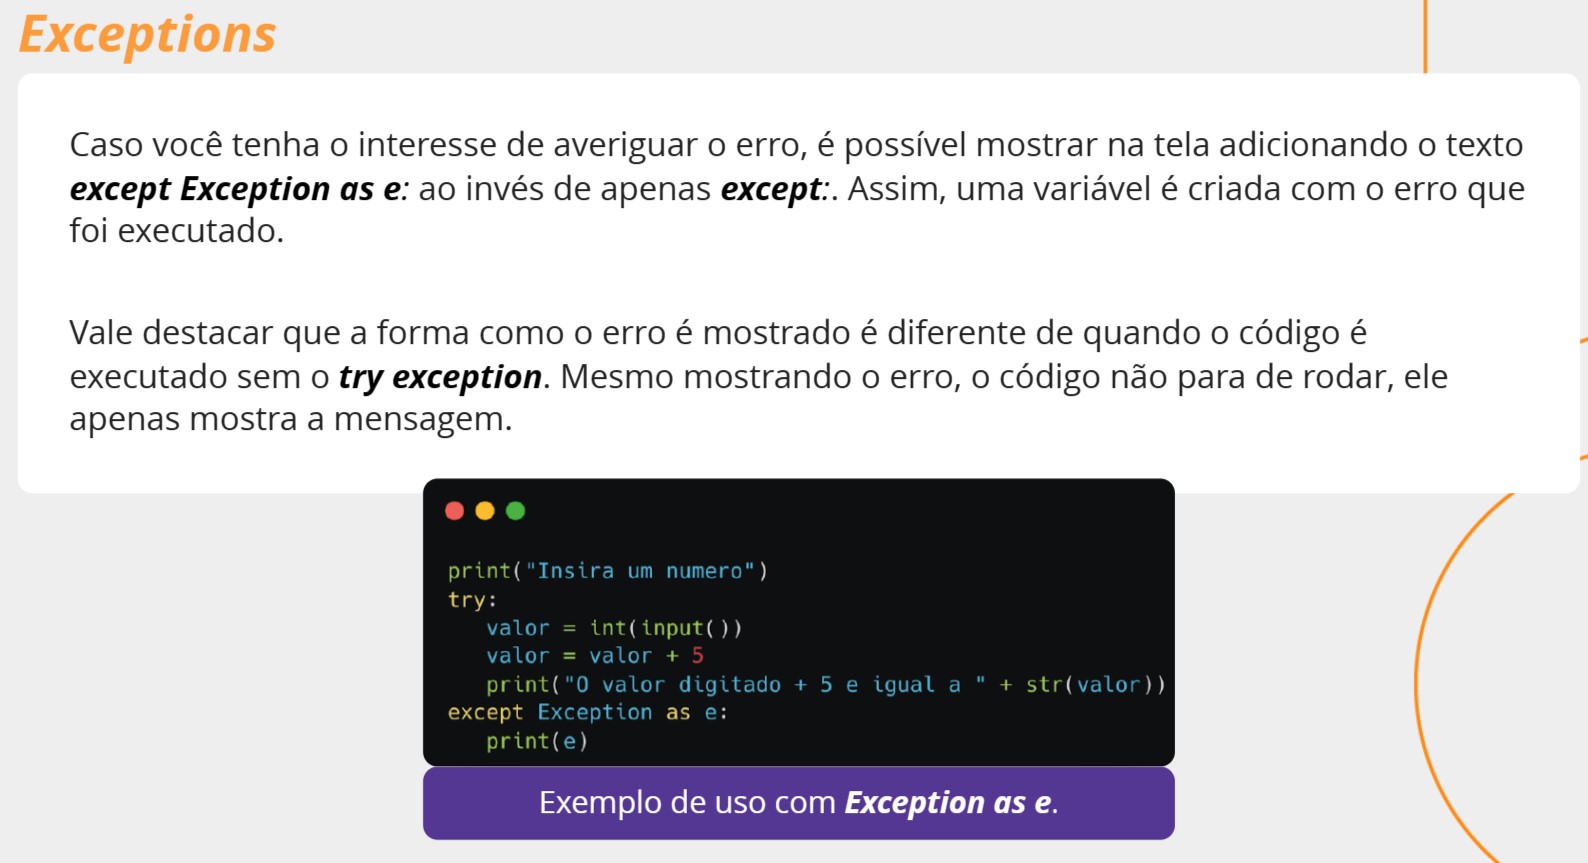 Exceptions
Caso você tenha o interesse de averiguar o erro, é possível mostrar na tela adicionando o texto
except Exception as e: ao invés de apenas except:. Assim, uma variável é criada com o erro que
foi executado.
Vale destacar que a forma como o erro é mostrado é diferente de quando o código é
executado sem o try exception. Mesmo mostrando o erro, o código não para de rodar, ele
apenas mostra a mensagem.
print("Insira um numero")
try:
   valor = int(input())
   valor = valor + 5
   print("O valor digitado + 5 e igual a " + str(valor))
except Exception as e:
   print(e)
Exemplo de uso com Exception as e.